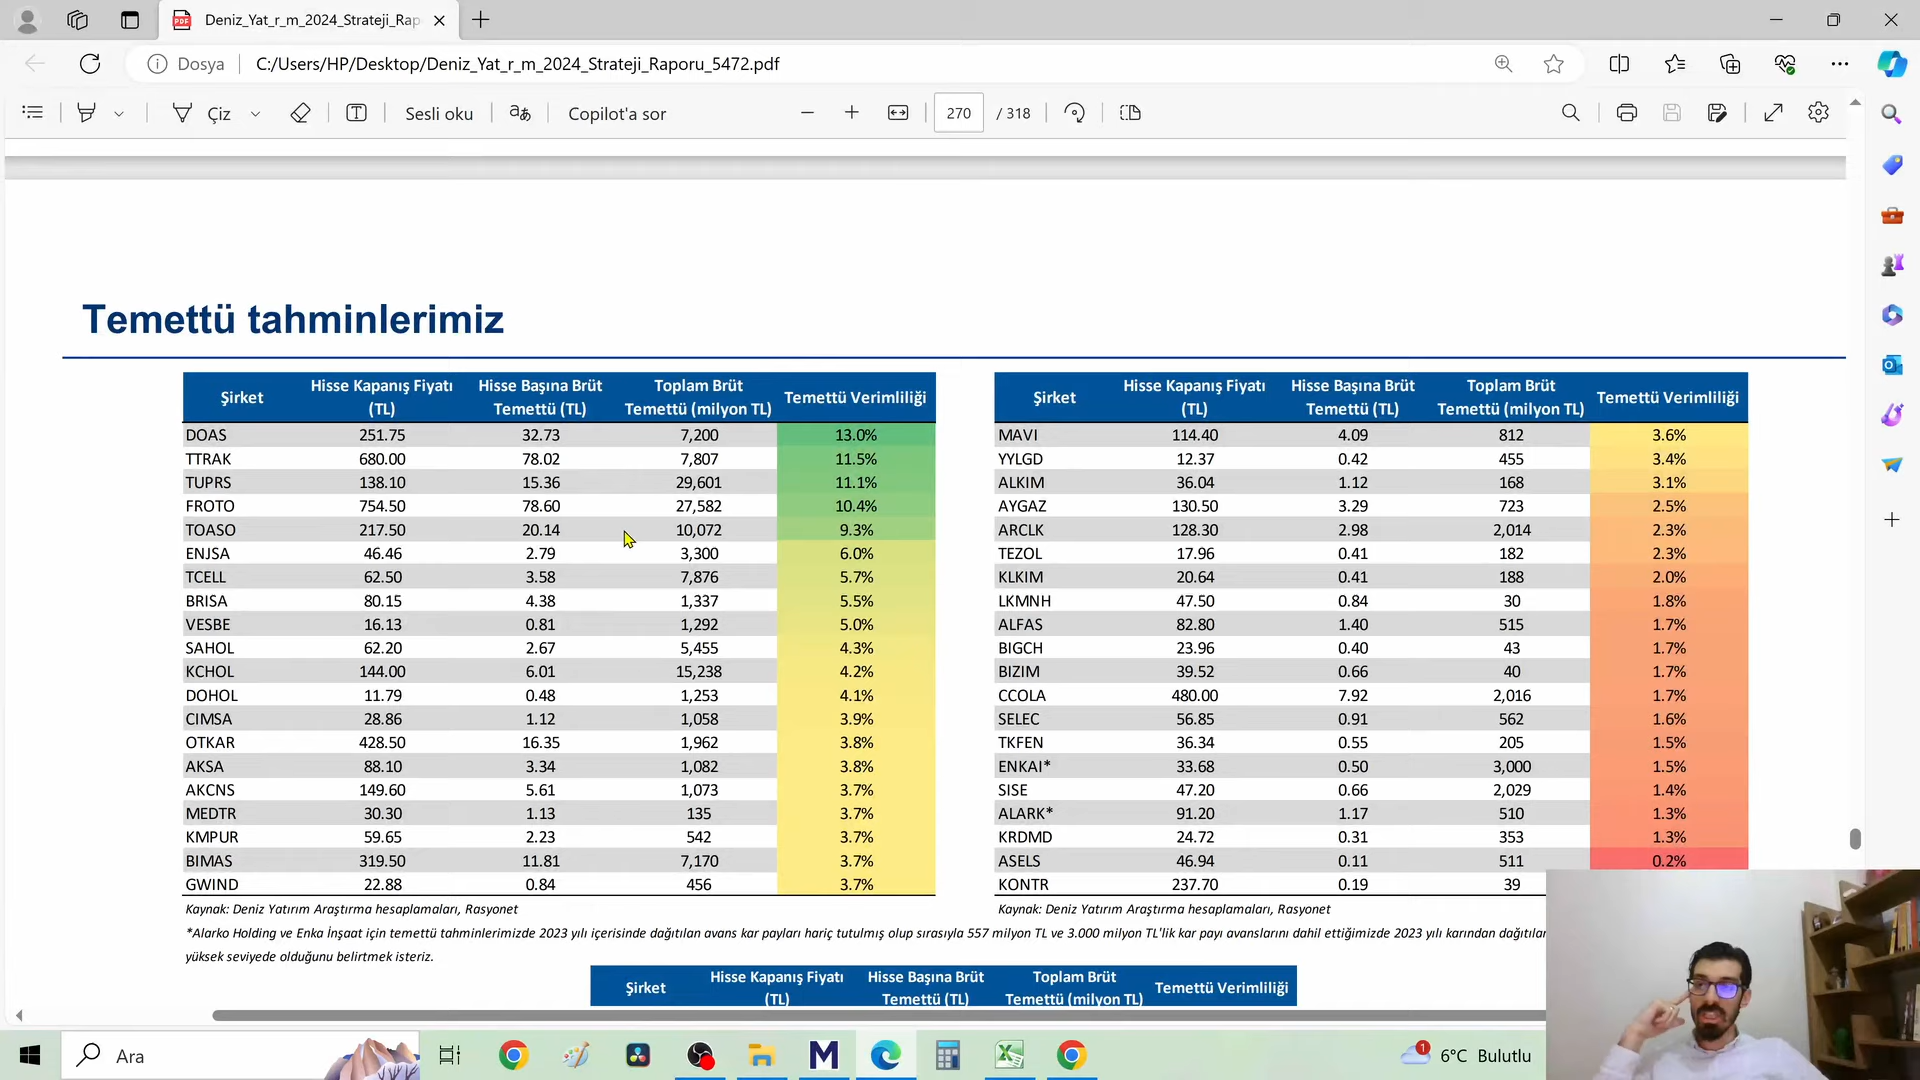 Deniz_Yat_r_m_2024_Strateji_Rap
Dosya
C:/Users/HP/Desktop/Deniz_Yat_r_m_2024_Strateji_Raporu_5472.pdf
Çiz
Sesli oku
Copilot'a sor
270 / 318
Temettü tahminlerimiz
Şirket Hisse Kapanış Fiyatı (TL) Hisse Başına Brüt Temettü (TL) Toplam Brüt Temettü (milyon TL) Temettü Verimliliği
DOAS 251.75 32.73 7,200 13.0%
TTRAK 680.00 78.02 7,807 11.5%
TUPRS 138.10 15.36 29,601 11.1%
FROTO 754.50 78.60 27,582 10.4%
TOASO 217.50 20.14 10,072 9.3%
ENJSA 46.46 2.79 3,300 6.0%
TCELL 62.50 3.58 7,876 5.7%
BRISA 80.15 4.38 1,337 5.5%
VESBE 16.13 0.81 1,292 5.0%
SAHOL 62.20 2.67 5,455 4.3%
KCHOL 144.00 6.01 15,238 4.2%
DOHOL 11.79 0.48 1,253 4.1%
CIMSA 28.86 1.12 1,058 3.9%
OTKAR 428.50 16.35 1,962 3.8%
AKSA 88.10 3.34 1,082 3.8%
AKCNS 149.60 5.61 1,073 3.7%
MEDTR 30.30 1.13 135 3.7%
KMPUR 59.65 2.23 542 3.7%
BIMAS 319.50 11.81 7,170 3.7%
GWIND 22.88 0.84 456 3.7%
Kaynak: Deniz Yatırım Araştırma hesaplamaları, Rasyonet
Şirket Hisse Kapanış Fiyatı (TL) Hisse Başına Brüt Temettü (TL) Toplam Brüt Temettü (milyon TL) Temettü Verimliliği
MAVI 114.40 4.09 812 3.6%
YYLGD 12.37 0.42 455 3.4%
ALKIM 36.04 1.12 168 3.1%
AYGAZ 130.50 3.29 723 2.5%
ARCLK 128.30 2.98 2,014 2.3%
TEZOL 17.96 0.41 182 2.3%
KLKIM 20.64 0.41 188 2.0%
LKMNH 47.50 0.84 30 1.8%
ALFAS 82.80 1.40 515 1.7%
BIGCH 23.96 0.40 43 1.7%
BIZIM 39.52 0.66 40 1.7%
CCOLA 480.00 7.92 2,016 1.7%
SELEC 56.85 0.91 562 1.6%
TKFEN 36.34 0.55 205 1.5%
ENKAI* 33.68 0.50 3,000 1.5%
SISE 47.20 0.66 2,029 1.4%
ALARK* 91.20 1.17 510 1.3%
KRDMD 24.72 0.31 353 1.3%
ASELS 46.94 0.11 511 0.2%
KONTR 237.70 0.19 39
Kaynak: Deniz Yatırım Araştırma hesaplamaları, Rasyonet
*Alarko Holding ve Enka İnşaat için temettü tahminlerimizde 2023 yılı içerisinde dağıtılan avans kar payları hariç tutulmuş olup sırasıyla 557 milyon TL ve 3.000 milyon TL'lik kar payı avanslarını dahil ettiğimizde 2023 yılı karından dağıtılan
yüksek seviyede olduğunu belirtmek isteriz.
Şirket Hisse Kapanış Fiyatı (TL) Hisse Başına Brüt Temettü (TL) Toplam Brüt Temettü (milyon TL) Temettü Verimliliği
Ara
1
6°C Bulutlu